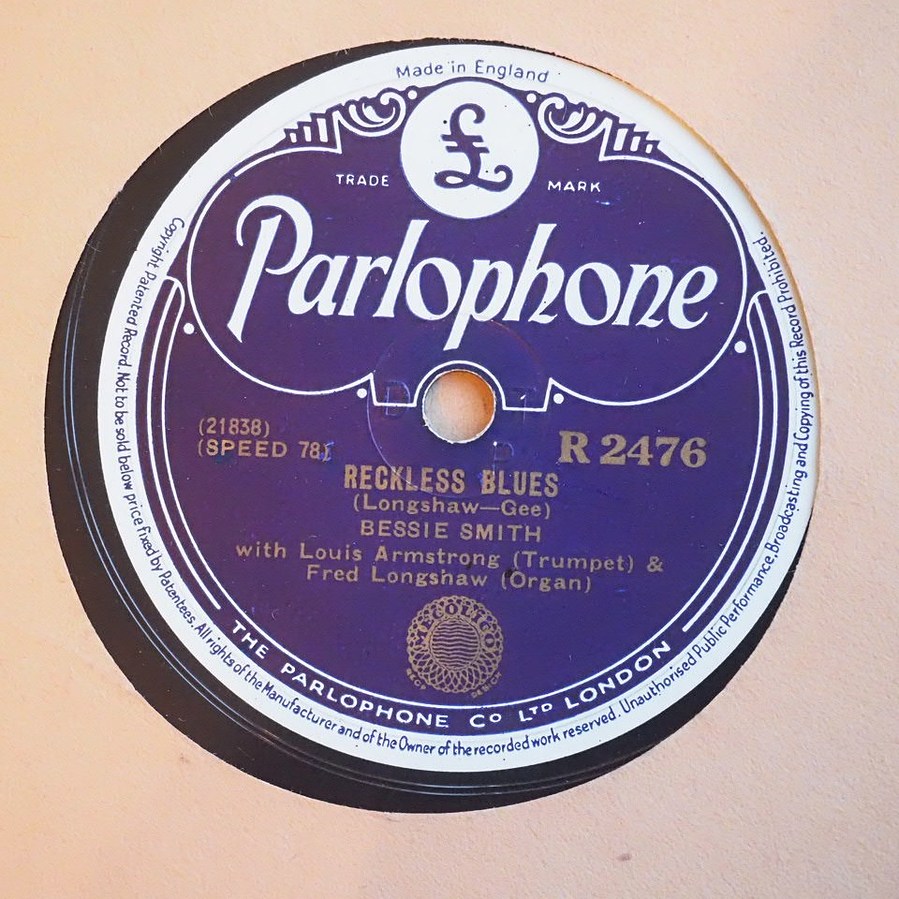 Made in England
£
TRADE MARK
Parlophone
(21838)
(SPEED 78)
R 2476
RECKLESS BLUES
(Longshaw—Gee)
BESSIE SMITH
with Louis Armstrong (Trumpet) &
Fred Longshaw (Organ)
THE PARLOPHONE Co LTD LONDON
Copyright Patented Record. Not to be sold below price fixed by Patentees. All rights of the Manufacturer and of the Owner of the recorded work reserved. Unauthorised Public Performance, Broadcasting and Copying of this Record Prohibited.